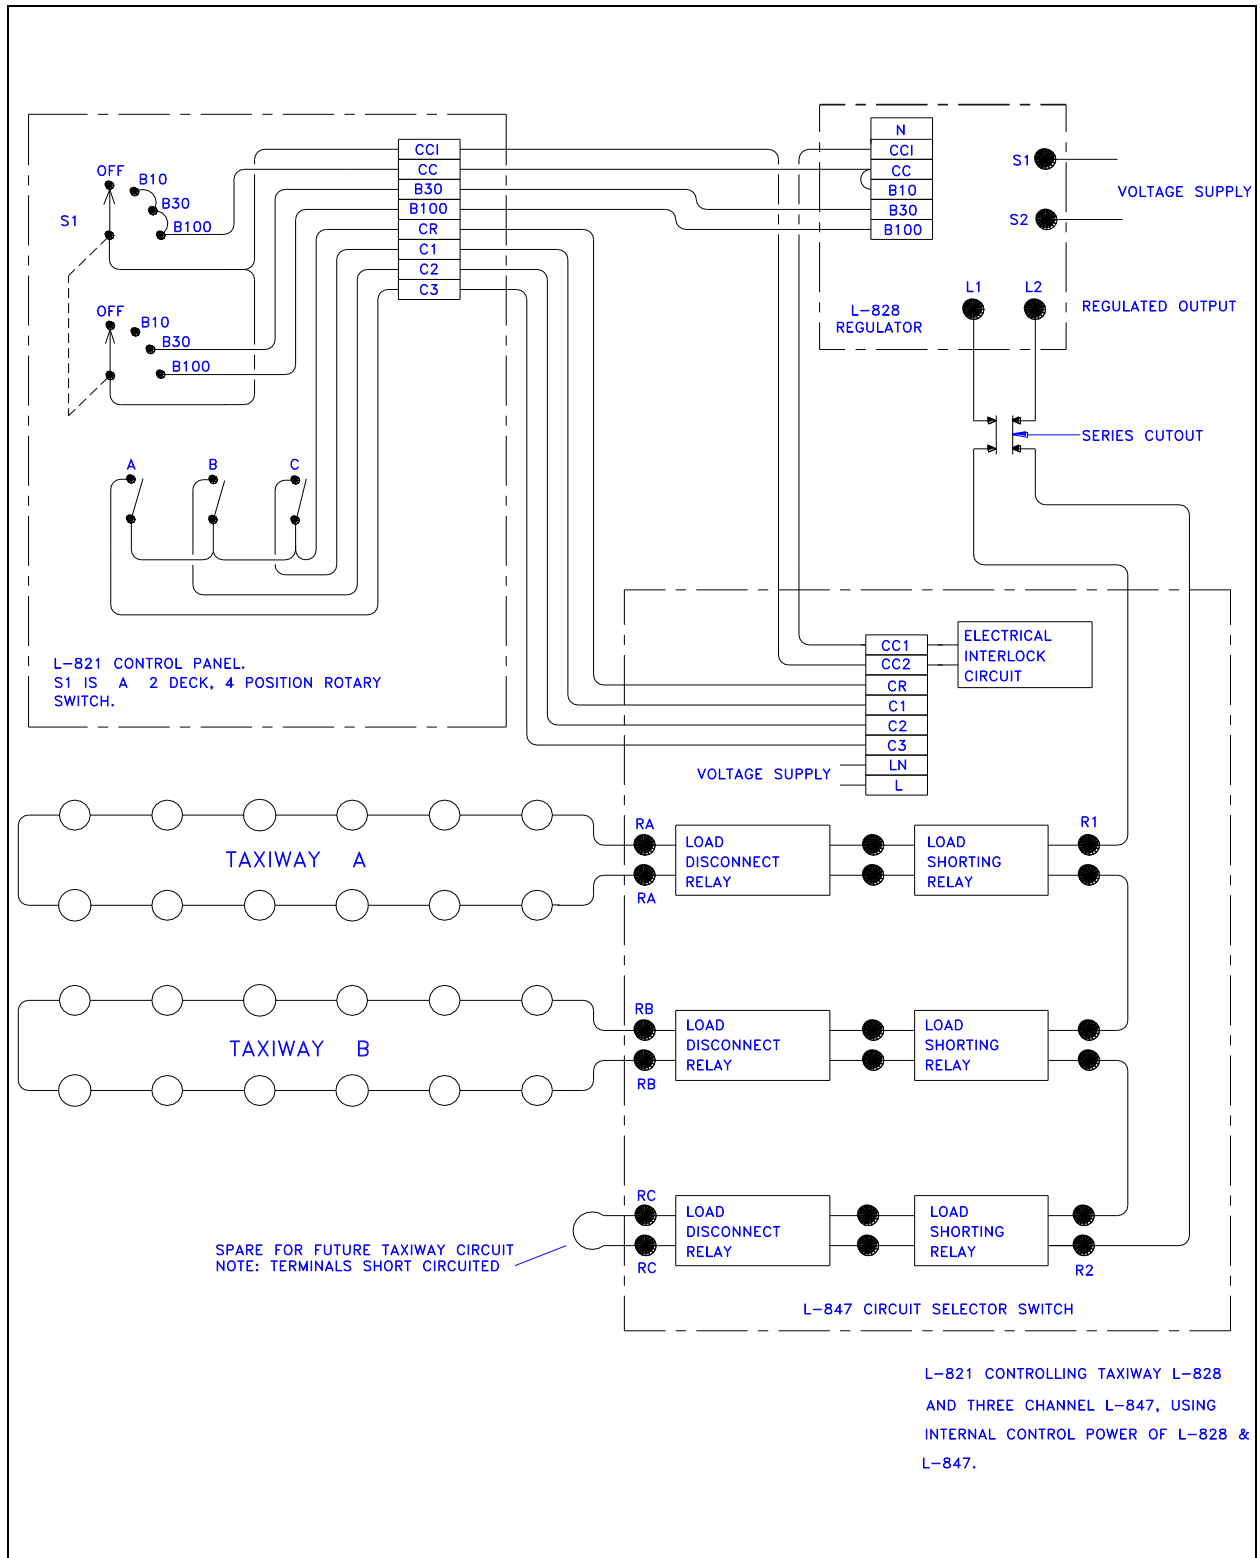 OFF
B10
B30
B100
S1
OFF
B10
B30
B100
A
B
C
CCI
CC
B30
B100
CR
C1
C2
C3
L-821 CONTROL PANEL.
S1 IS A 2 DECK, 4 POSITION ROTARY
SWITCH.
N
CCI
CC
B10
B30
B100
S1
S2
VOLTAGE SUPPLY
L1
L2
L-828
REGULATOR
REGULATED OUTPUT
SERIES CUTOUT
CC1
CC2
CR
C1
C2
C3
LN
L
ELECTRICAL
INTERLOCK
CIRCUIT
VOLTAGE SUPPLY
TAXIWAY A
RA
RA
LOAD
DISCONNECT
RELAY
LOAD
SHORTING
RELAY
R1
TAXIWAY B
RB
RB
LOAD
DISCONNECT
RELAY
LOAD
SHORTING
RELAY
SPARE FOR FUTURE TAXIWAY CIRCUIT
NOTE: TERMINALS SHORT CIRCUITED
RC
RC
LOAD
DISCONNECT
RELAY
LOAD
SHORTING
RELAY
R2
L-847 CIRCUIT SELECTOR SWITCH
L-821 CONTROLLING TAXIWAY L-828
AND THREE CHANNEL L-847, USING
INTERNAL CONTROL POWER OF L-828 &
L-847.